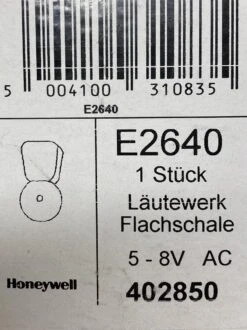 5 004100 310835
E2640
E2640
1 Stück
Läutewerk
Flachschale
5 - 8V AC
Honeywell
402850